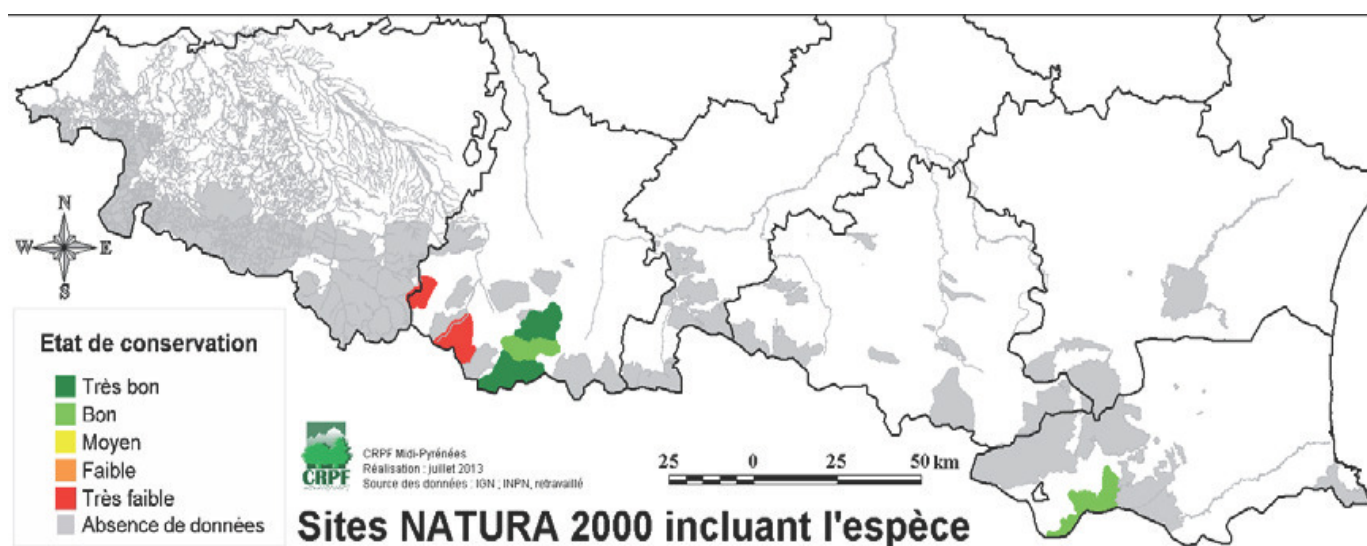 N
W E
S
Etat de conservation
Très bon
Bon
Moyen
Faible
Très faible
Absence de données
CRPF
CRPF Midi-Pyrénées
Réalisation : juillet 2013
Source des données : IGN ; INPN, retravaillé
25 0 25 50 km
Sites NATURA 2000 incluant l'espèce